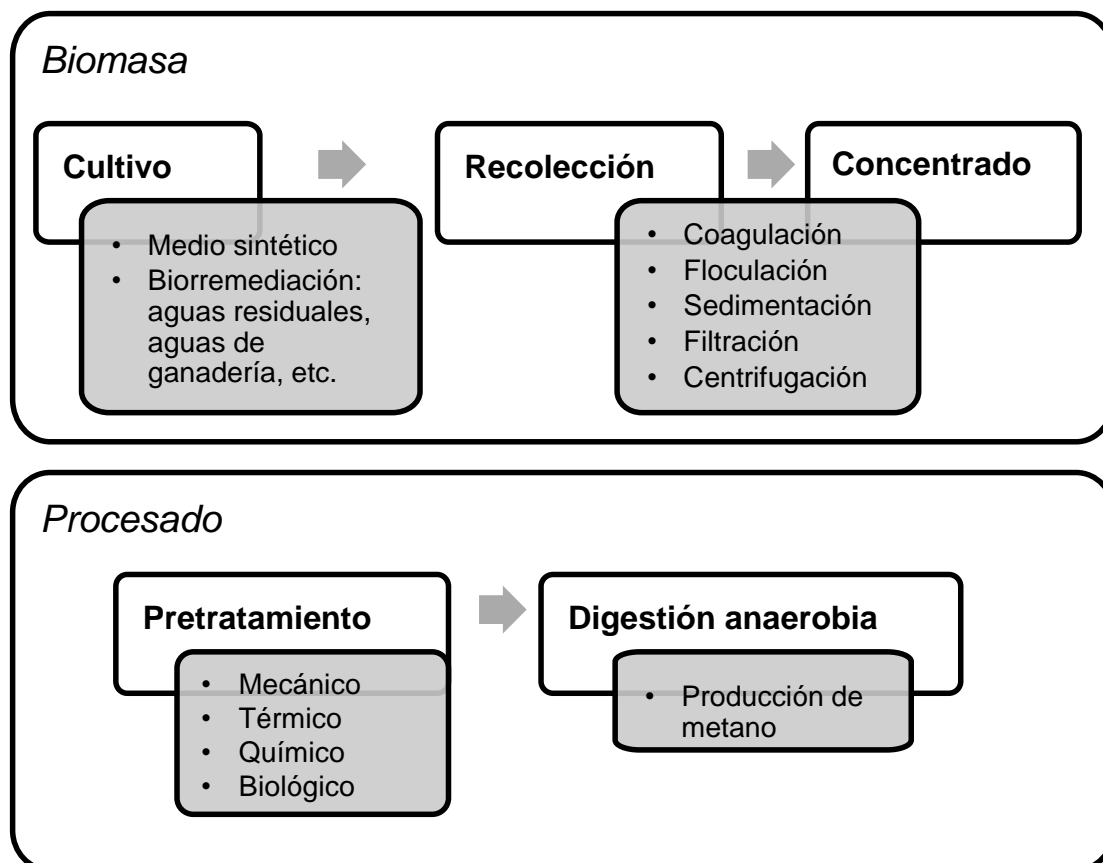 Biomasa
Cultivo
Recolección
Concentrado
• Medio sintético
• Biorremediación:
aguas residuales,
aguas de
ganadería, etc.
• Coagulación
• Floculación
• Sedimentación
• Filtración
• Centrifugación
Procesado
Pretratamiento
Digestión anaerobia
• Mecánico
• Térmico
• Químico
• Biológico
• Producción de
metano